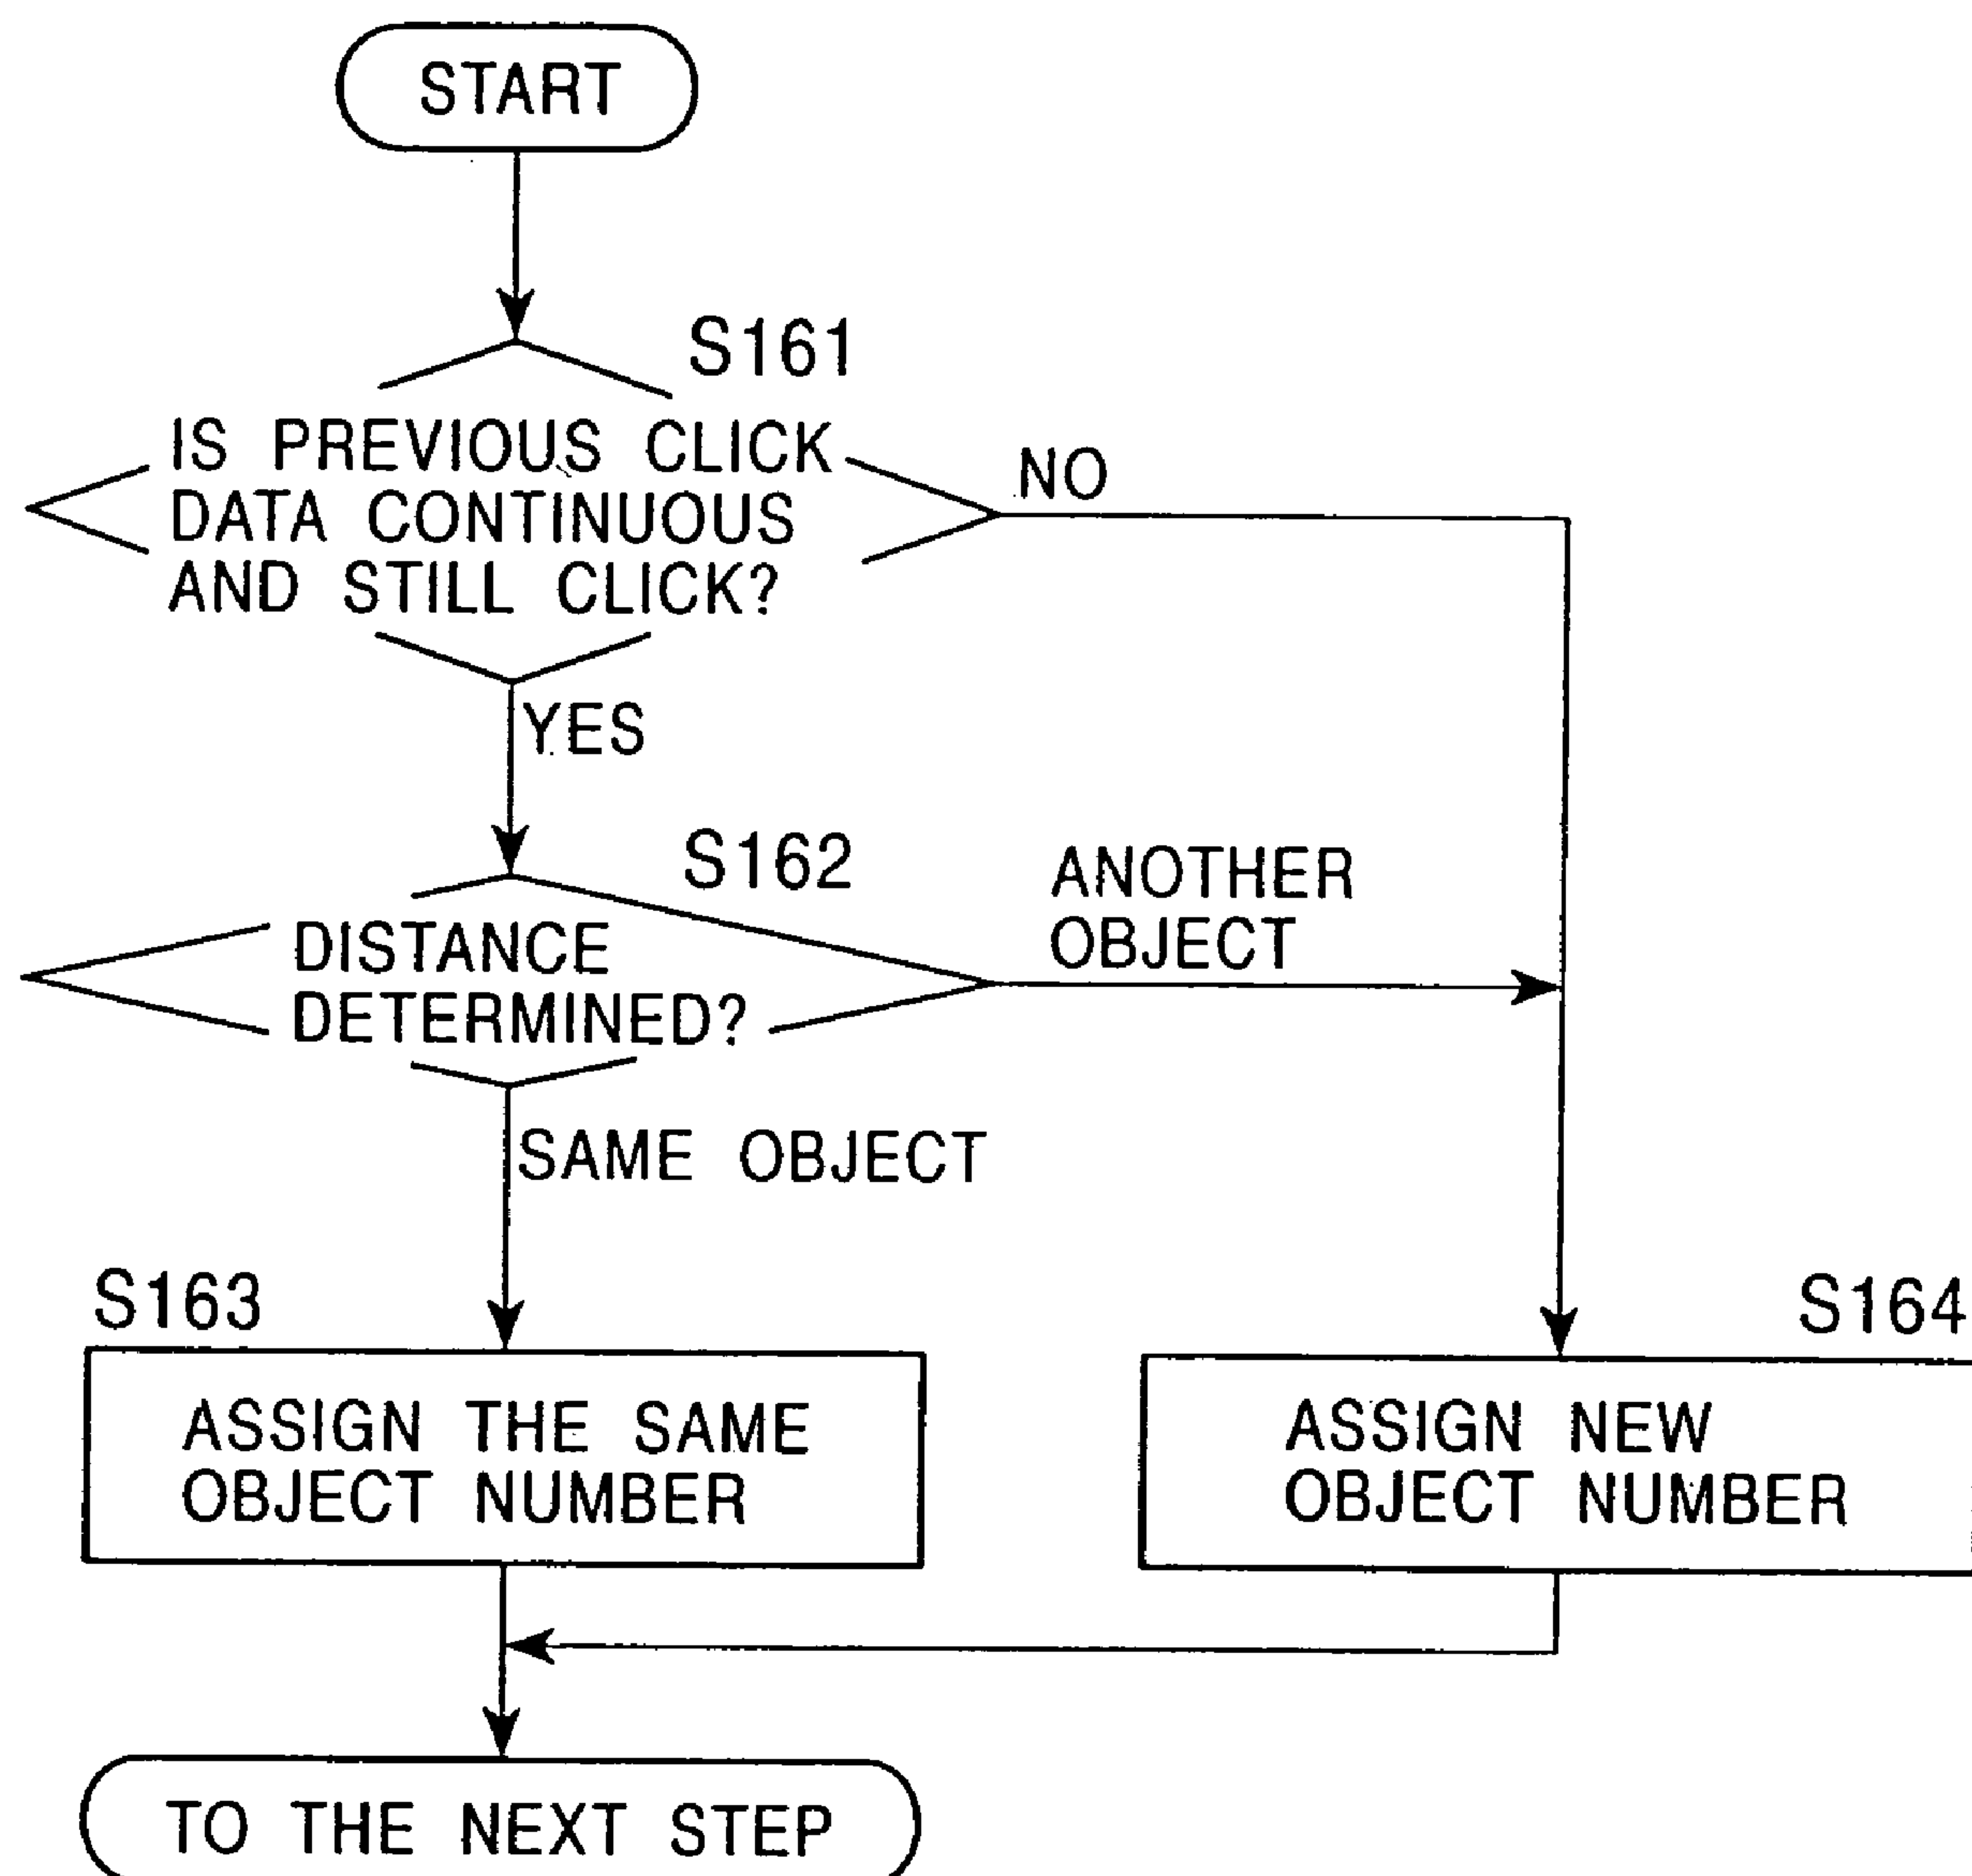 START
S161
IS PREVIOUS CLICK
DATA CONTINUOUS
AND STILL CLICK?
NO
YES
S162
DISTANCE
DETERMINED?
ANOTHER
OBJECT
SAME OBJECT
S163
ASSIGN THE SAME
OBJECT NUMBER
S164
ASSIGN NEW
OBJECT NUMBER
TO THE NEXT STEP